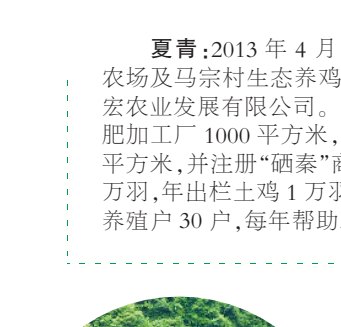 夏青:2013 年 4 月
农场及马宗村生态养鸡
宏农业发展有限公司。
肥加工厂 1000 平方米,
平方米,并注册“硒秦”商
万羽,年出栏土鸡 1 万羽
养殖户 30 户,每年帮助